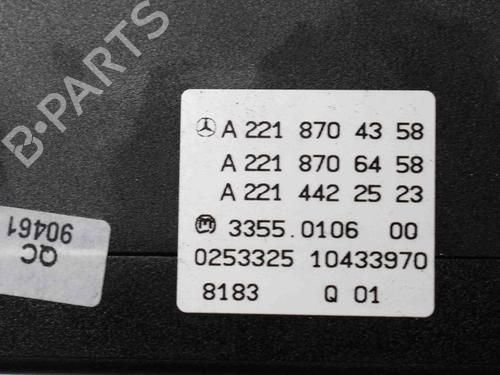 B-PARTS
A 221 870 43 58
A 221 870 64 58
A 221 442 25 23
3355.0106 00
0253325 10433970
8183 Q 01
QC
90461